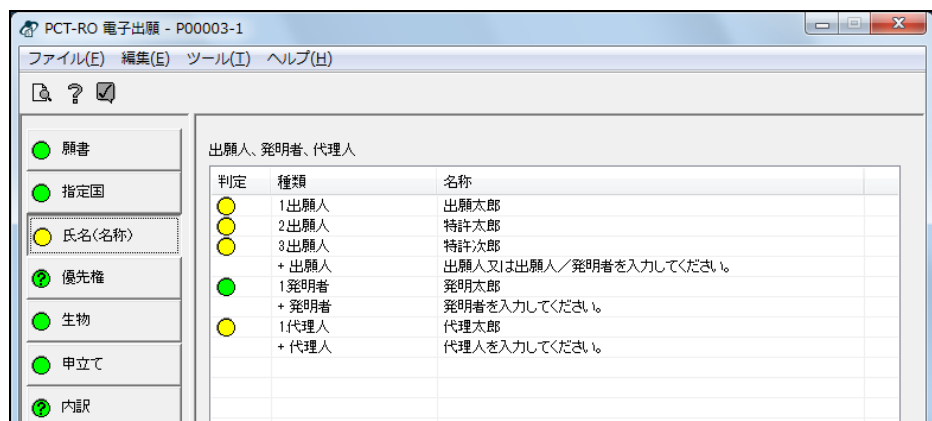 PCT-RO 電子出願 - P00003-1
ファイル(F) 編集(E) ツール(T) ヘルプ(H)
願書
指定国
氏名(名称)
優先権
生物
申立て
内訳
出願人、発明者、代理人
判定 種類 名称
1出願人 出願太郎
2出願人 特許太郎
3出願人 特許次郎
+ 出願人 出願人又は出願人／発明者を入力してください。
1発明者 発明太郎
+ 発明者 発明者を入力してください。
1代理人 代理太郎
+ 代理人 代理人を入力してください。